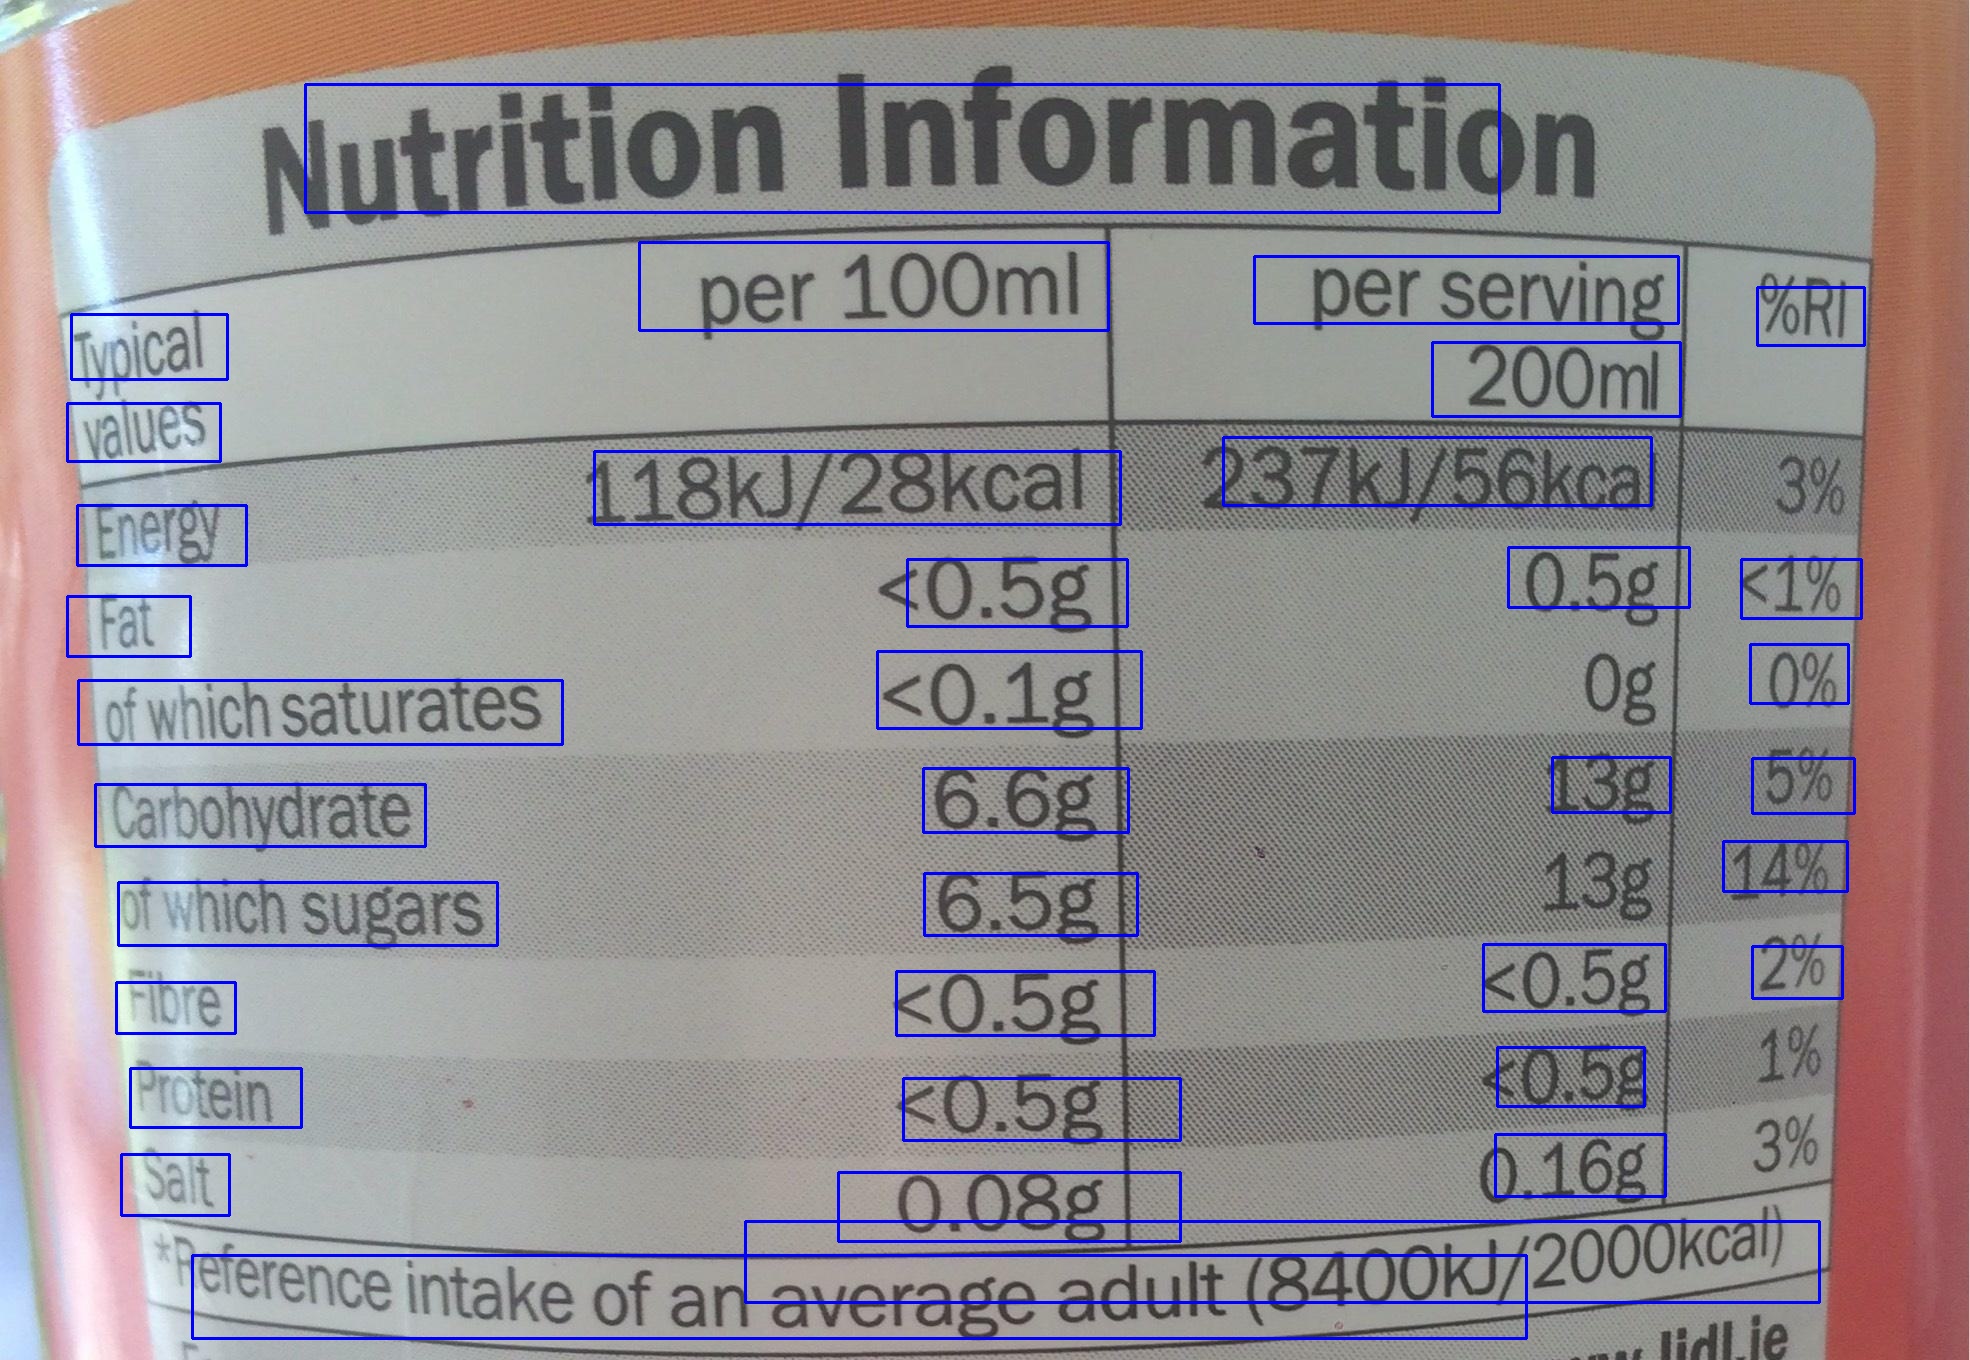 Nutrition Information
Typical values per 100ml per serving 200ml %RI
Energy 118kJ/28kcal 237kJ/56kcal 3%
Fat <0.5g 0.5g <1%
of which saturates <0.1g 0g 0%
Carbohydrate 6.6g 13g 5%
of which sugars 6.5g 13g 14%
Fibre <0.5g <0.5g 2%
Protein <0.5g <0.5g 1%
Salt 0.08g 0.16g 3%
*Reference intake of an average adult (8400kJ/2000kcal)
lidl.ie